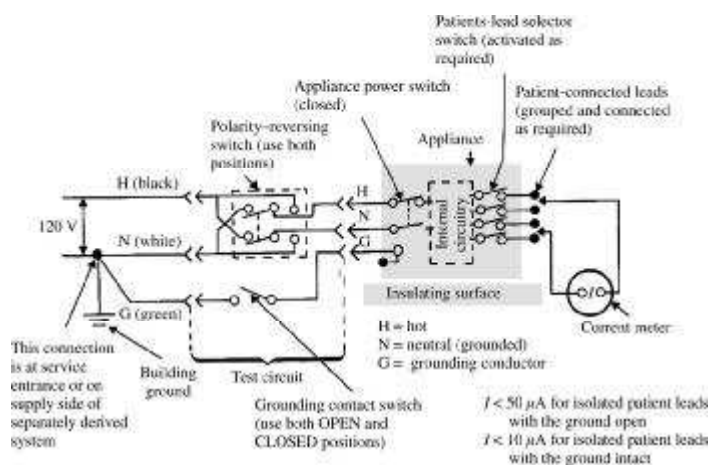 Patients-lead selector
switch (activated as
required)
Appliance power switch
(closed)
Patient-connected leads
(grouped and connected
as required)
Polarity–reversing
switch (use both
positions)
Appliance
H (black)
H
120 V
N
N (white)
G
Internal
circuitry
Insulating surface
G (green)
H = hot
N = neutral (grounded)
G = grounding conductor
Current meter
This connection
is at service
entrance or on
supply side of
separately derived
system
Building
ground
Test circuit
Grounding contact switch
(use both OPEN and
CLOSED positions)
I < 50 µA for isolated patient leads
with the ground open
I < 10 µA for isolated patient leads
with the ground intact